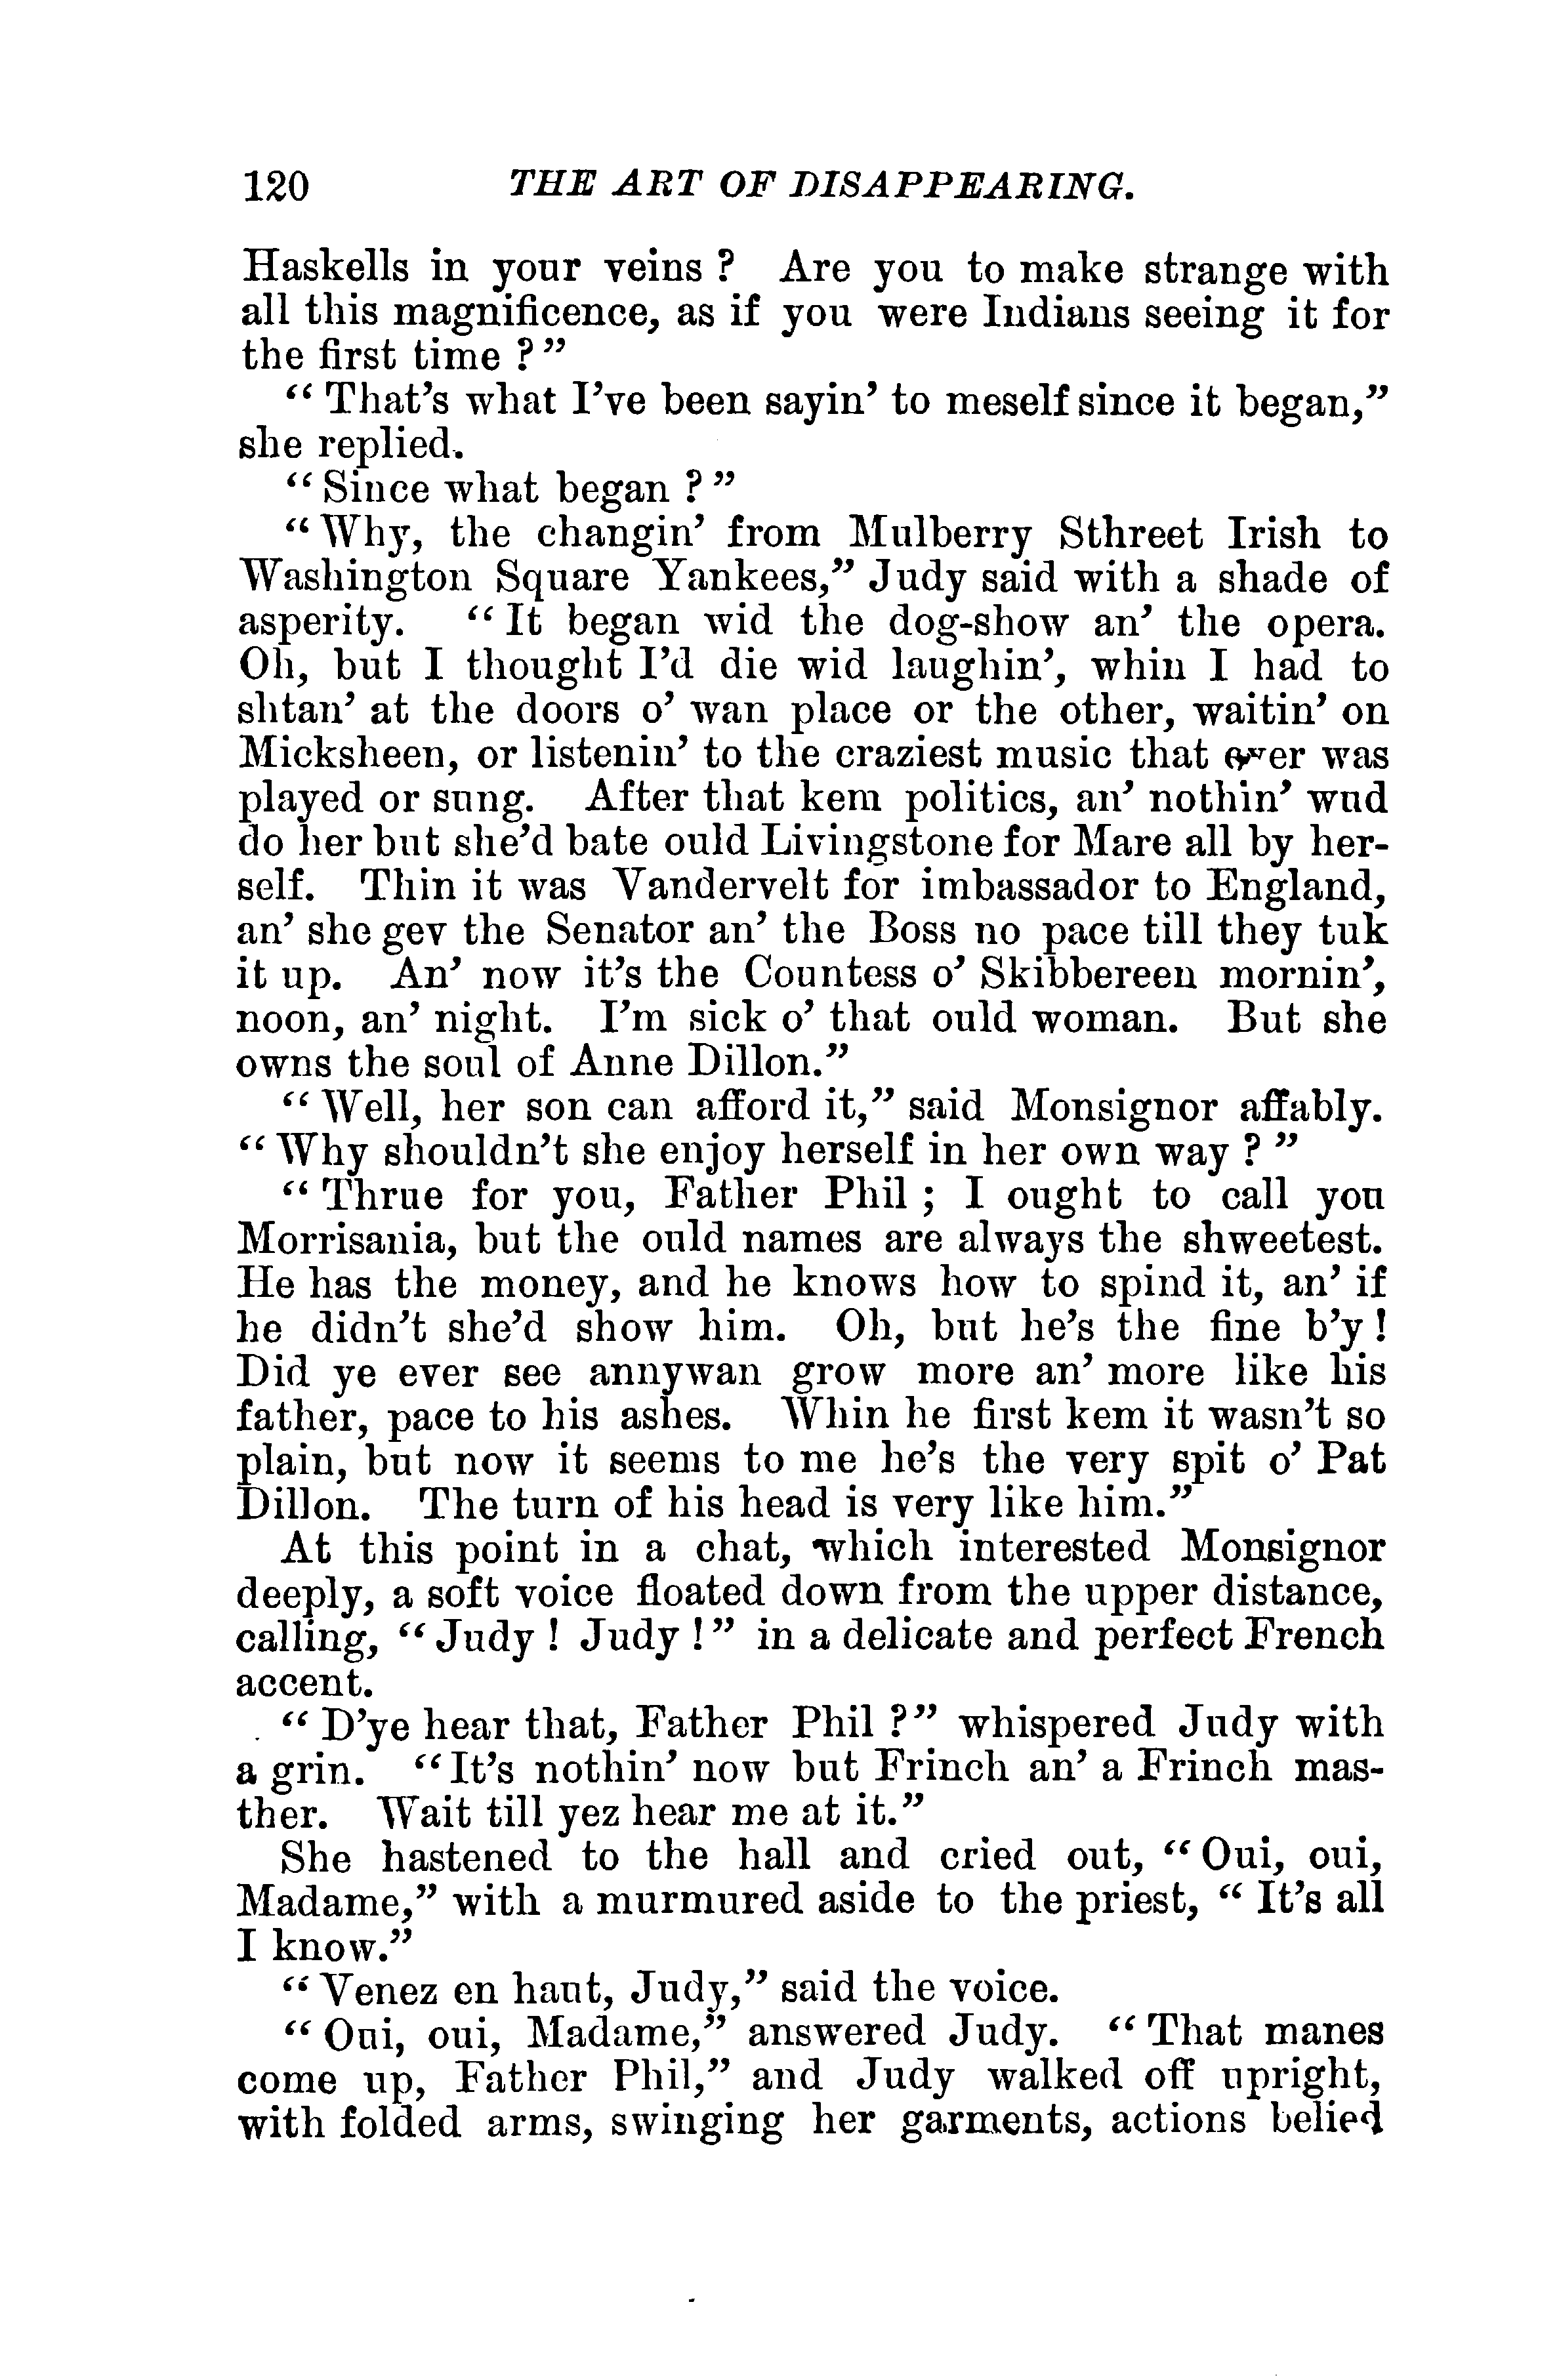 120 THE ART OF DISAPPEARING.
Haskells in your veins ? Are you to make strange with
all this magnificence, as if you were Indians seeing it for
the first time ? ”
“ That’s what I’ve been sayin’ to meself since it began,”
she replied.
“ Since what began ? ”
“ Why, the changin’ from Mulberry Sthreet Irish to
Washington Square Yankees,” Judy said with a shade of
asperity. “ It began wid the dog-show an’ the opera.
Oh, but I thought I’d die wid laughin’, whin I had to
shtan’ at the doors o’ wan place or the other, waitin’ on
Micksheen, or listenin’ to the craziest music that ever was
played or sung. After that kem politics, an’ nothin’ wud
do her but she’d bate ould Livingstone for Mare all by her-
self. Thin it was Vandervelt for imbassador to England,
an’ she gev the Senator an’ the Boss no pace till they tuk
it up. An’ now it’s the Countess o’ Skibbereen mornin’,
noon, an’ night. I’m sick o’ that ould woman. But she
owns the soul of Anne Dillon.”
“ Well, her son can afford it,” said Monsignor affably.
“ Why shouldn’t she enjoy herself in her own way ? ”
“ Thrue for you, Father Phil ; I ought to call you
Morrisania, but the ould names are always the shweetest.
He has the money, and he knows how to spind it, an’ if
he didn’t she’d show him. Oh, but he’s the fine b’y !
Did ye ever see annywan grow more an’ more like his
father, pace to his ashes. Whin he first kem it wasn’t so
plain, but now it seems to me he’s the very spit o’ Pat
Dillon. The turn of his head is very like him.”
At this point in a chat, which interested Monsignor
deeply, a soft voice floated down from the upper distance,
calling, “ Judy ! Judy ! ” in a delicate and perfect French
accent.
“ D’ye hear that, Father Phil ?” whispered Judy with
a grin. “ It’s nothin’ now but Frinch an’ a Frinch mas-
ther. Wait till yez hear me at it.”
She hastened to the hall and cried out, “ Oui, oui,
Madame,” with a murmured aside to the priest, “ It’s all
I know.”
“ Venez en haut, Judy,” said the voice.
“ Oui, oui, Madame,” answered Judy. “ That manes
come up, Father Phil,” and Judy walked off upright,
with folded arms, swinging her garments, actions belied